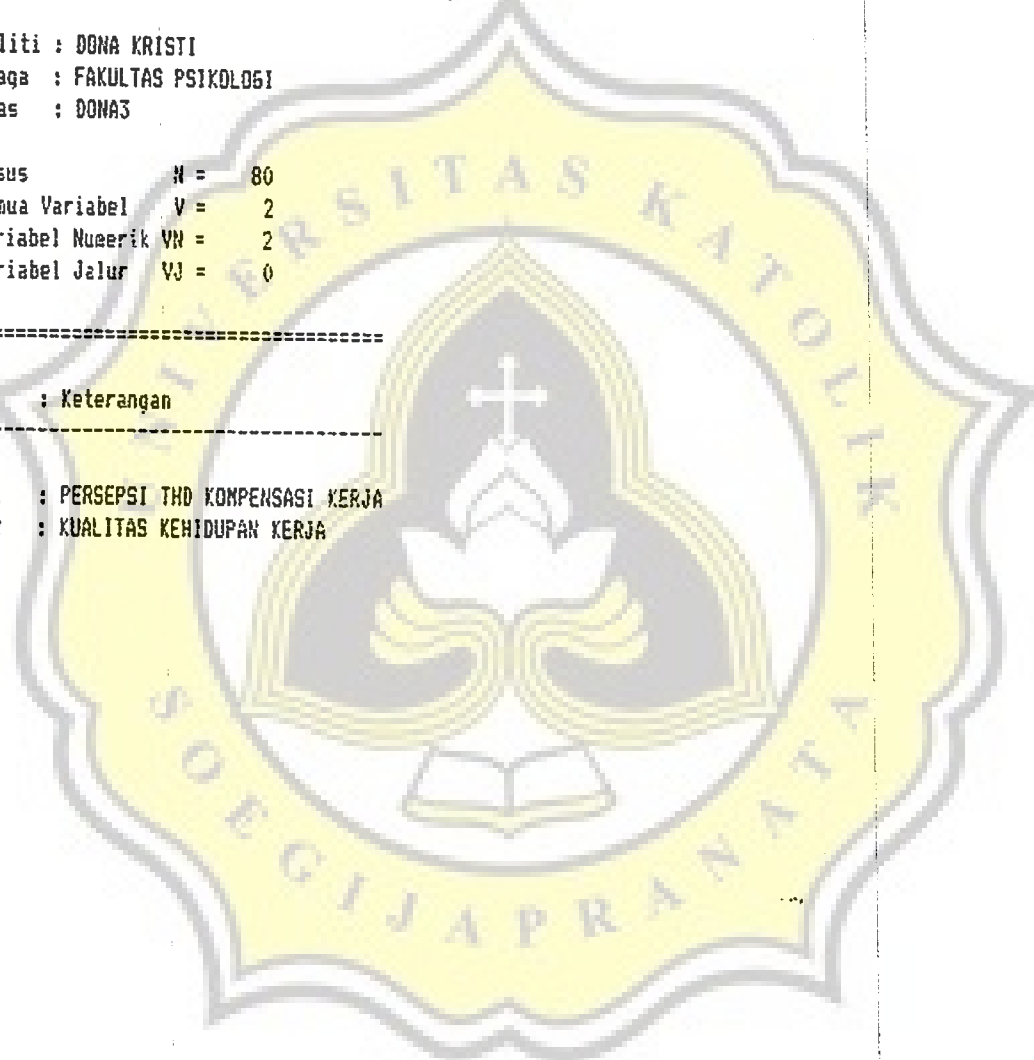 liti : DONA KRISTI
aga : FAKULTAS PSIKOLOGI
as : DONA3
sus N = 80
mua Variabel V = 2
riabel Numerik VN = 2
riabel Jalur VJ = 0
===================================
: Keterangan
-----------------------------------
: PERSEPSI THD KOMPENSASI KERJA
: KUALITAS KEHIDUPAN KERJA
UNIVERSITAS KATOLIK
SOEGIJAPRANATA